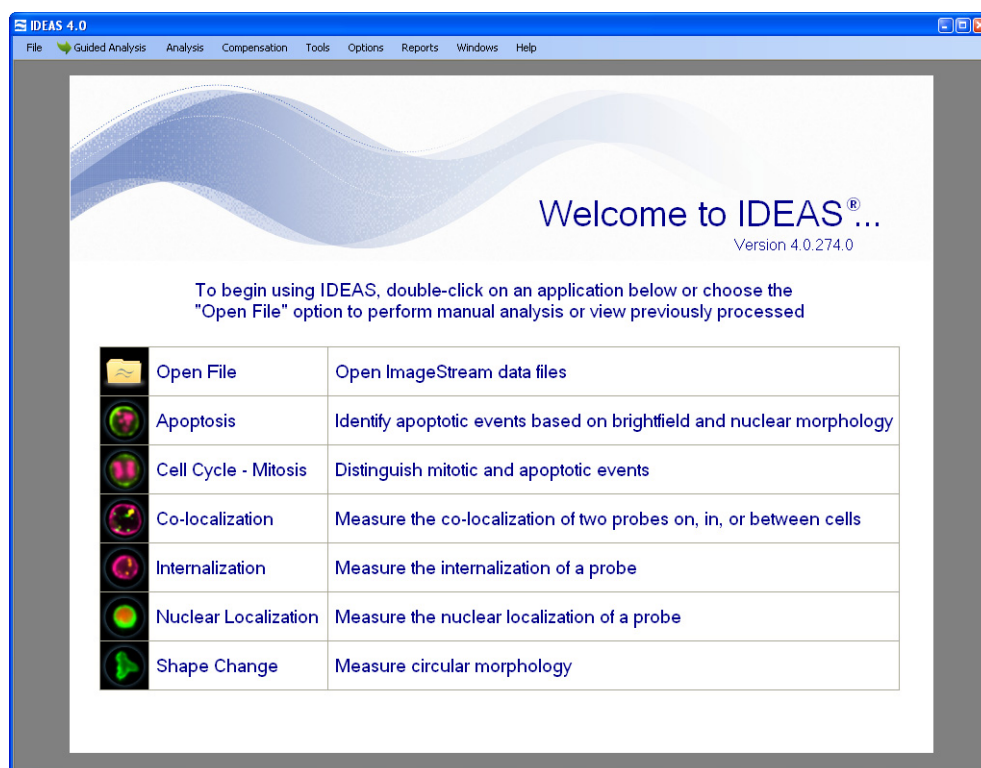 IDEAS 4.0
File Guided Analysis Analysis Compensation Tools Options Reports Windows Help
Welcome to IDEAS®...
Version 4.0.274.0
To begin using IDEAS, double-click on an application below or choose the
"Open File" option to perform manual analysis or view previously processed
Open File Open ImageStream data files
Apoptosis Identify apoptotic events based on brightfield and nuclear morphology
Cell Cycle - Mitosis Distinguish mitotic and apoptotic events
Co-localization Measure the co-localization of two probes on, in, or between cells
Internalization Measure the internalization of a probe
Nuclear Localization Measure the nuclear localization of a probe
Shape Change Measure circular morphology